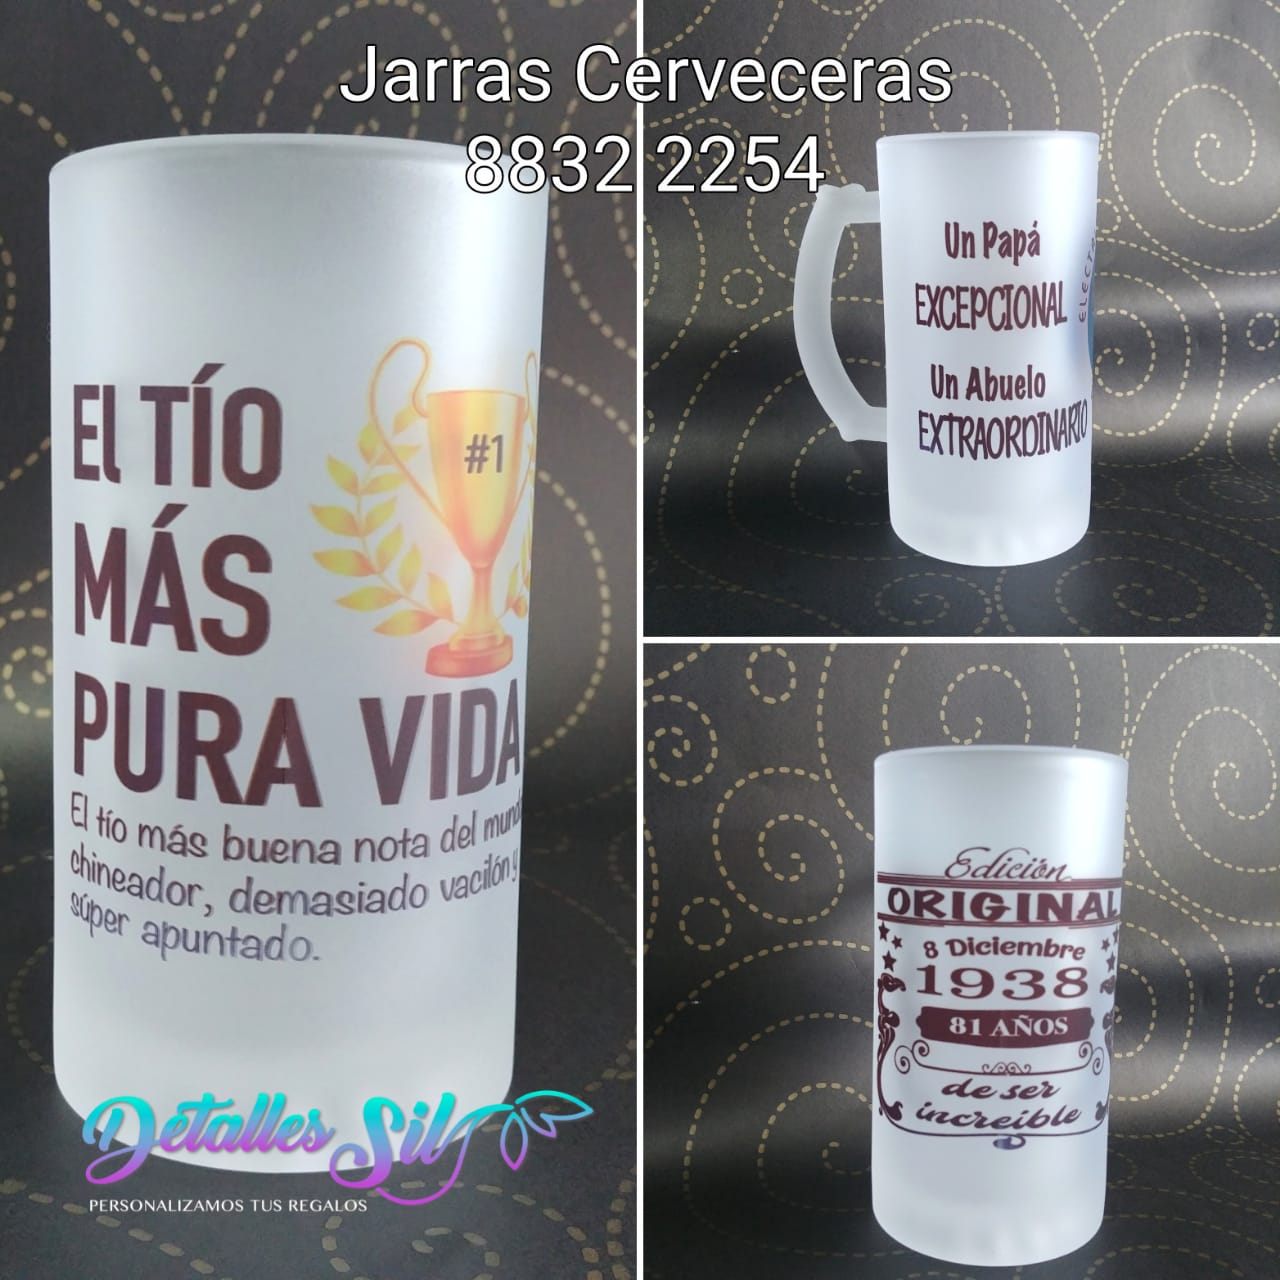 Jarras Cerveceras
8832 2254
El TÍO
MÁS
PURA VIDA
#1
El tío más buena nota del mundo
chineador, demasiado vacilón y
súper apuntado.
Detalles Sil
PERSONALIZAMOS TUS REGALOS
Un Papá
EXCEPCIONAL
Un Abuelo
EXTRAORDINARIO
Edición
ORIGINAL
8 Diciembre
1938
81 AÑOS
de ser
increíble